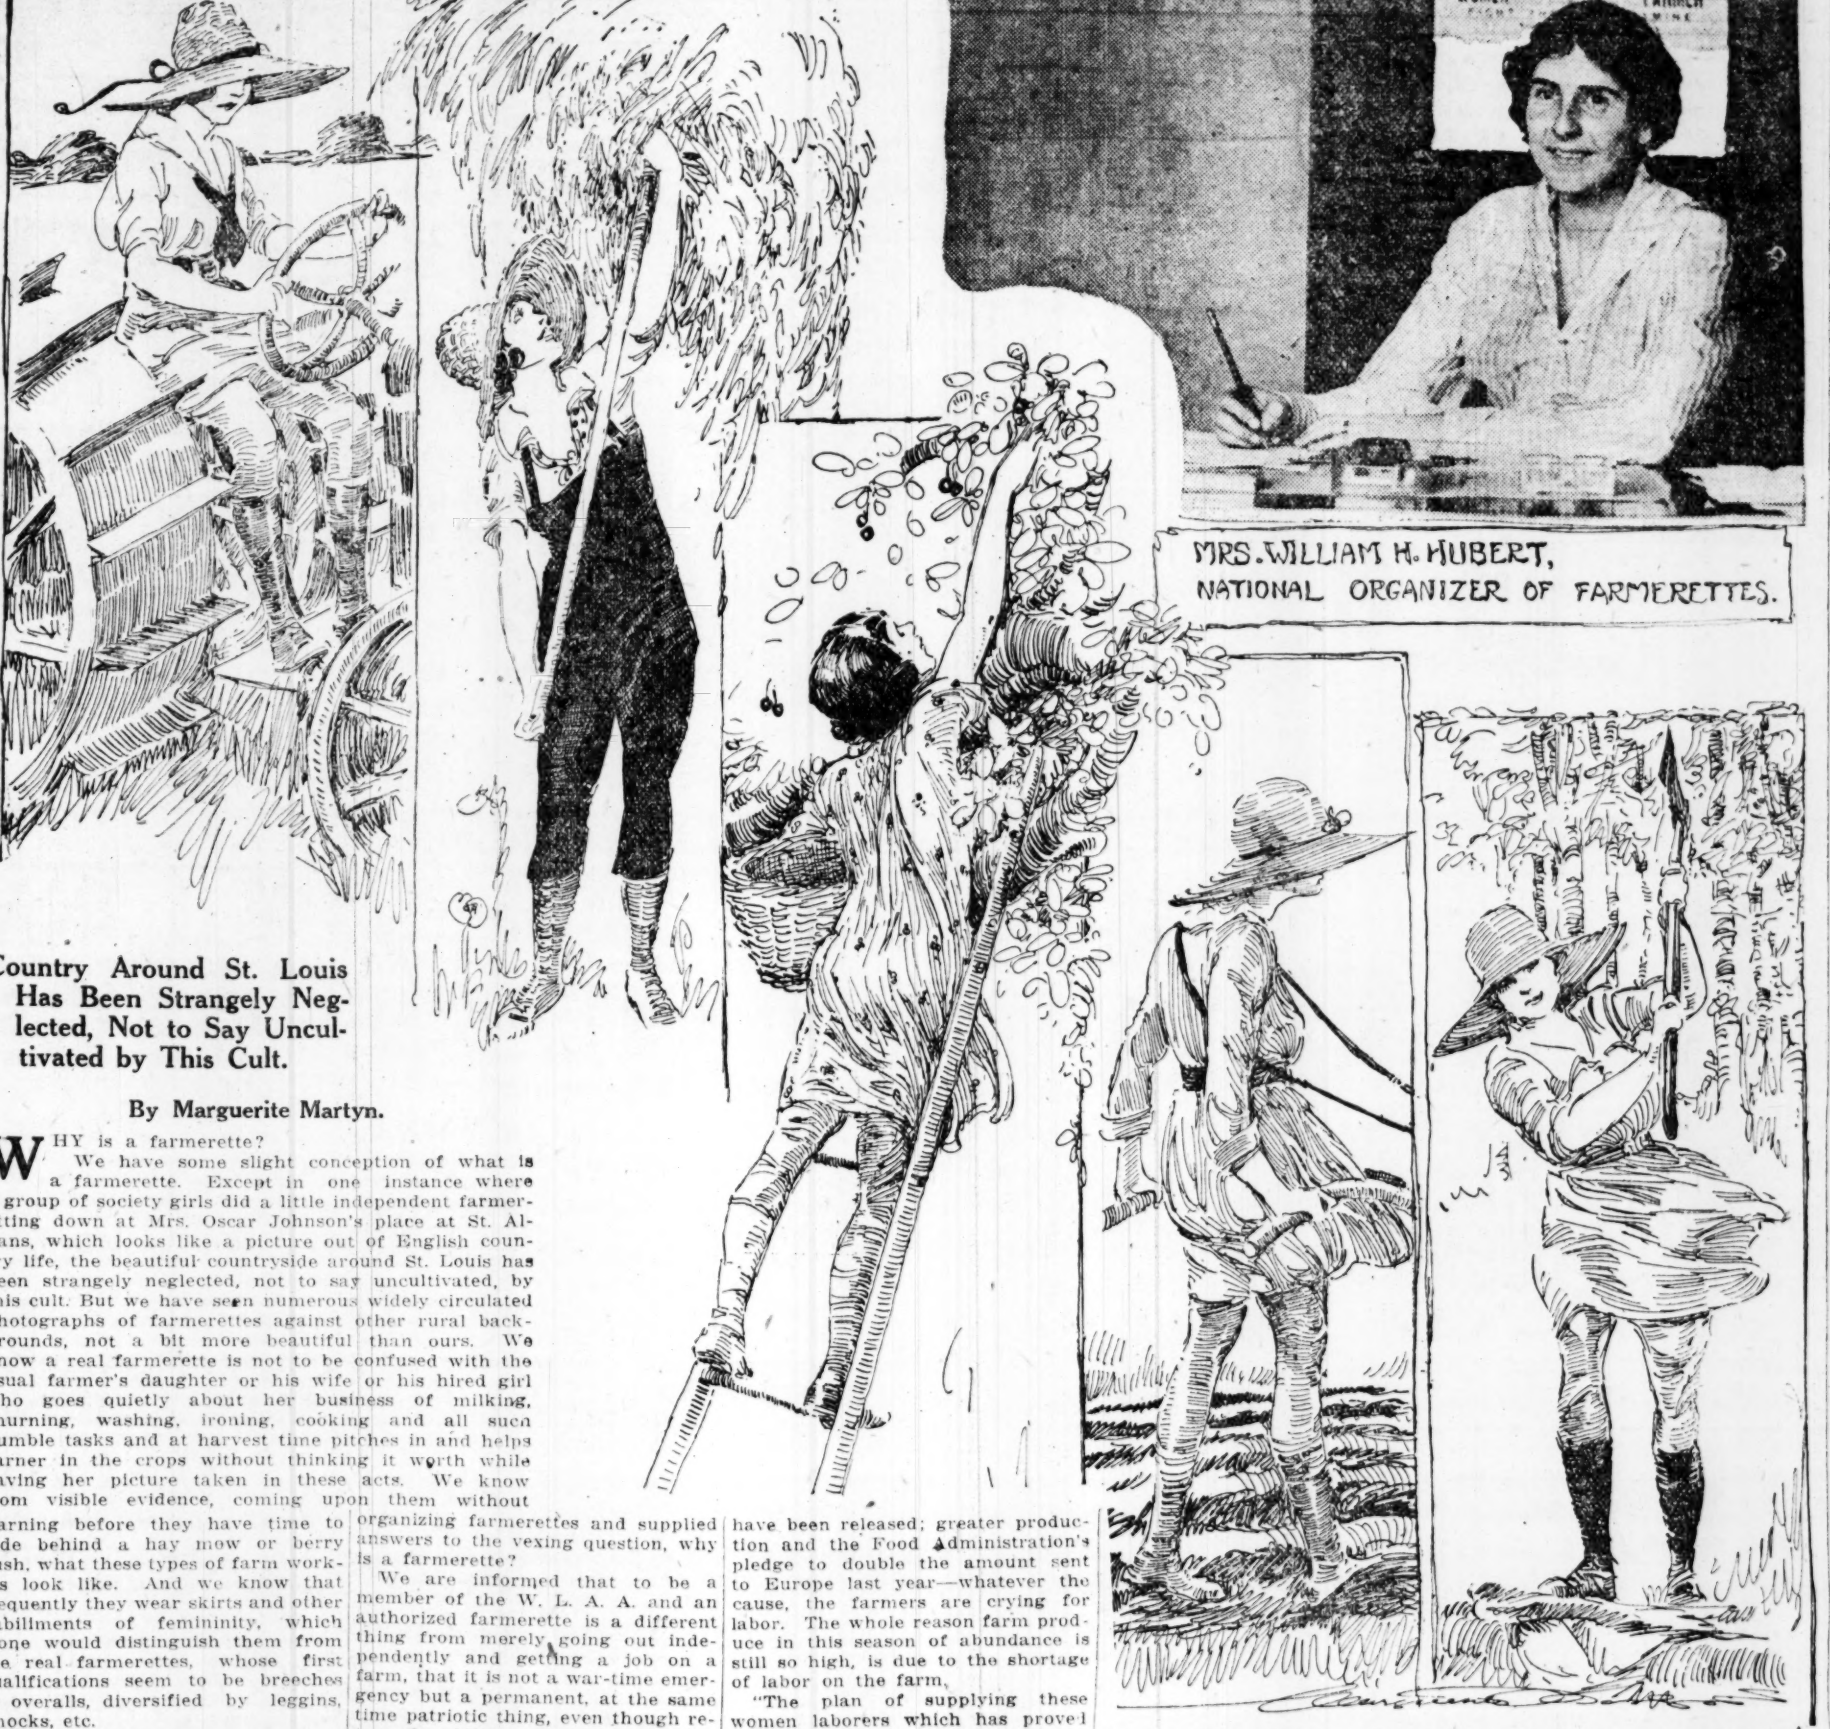 FIGHT
MINE
MRS. WILLIAM H. HUBERT,
NATIONAL ORGANIZER OF FARMERETTES.
Country Around St. Louis
Has Been Strangely Neg-
lected, Not to Say Uncul-
tivated by This Cult.
By Marguerite Martyn.
WHY is a farmerette?
We have some slight conception of what is
a farmerette. Except in one instance where
group of society girls did a little independent farmer-
tting down at Mrs. Oscar Johnson's place at St. Al-
ans, which looks like a picture out of English coun-
y life, the beautiful countryside around St. Louis has
een strangely neglected, not to say uncultivated, by
his cult. But we have seen numerous widely circulated
hotographs of farmerettes against other rural back-
rounds, not a bit more beautiful than ours. We
now a real farmerette is not to be confused with the
sual farmer's daughter or his wife or his hired girl
ho goes quietly about her business of milking,
hurning, washing, ironing, cooking and all such
umble tasks and at harvest time pitches in and helps
arner in the crops without thinking it worth while
aving her picture taken in these acts. We know
om visible evidence, coming upon them without
arning before they have time to
de behind a hay mow or berry
ush, what these types of farm work-
s look like. And we know that
equently they wear skirts and other
abiliments of femininity, which
one would distinguish them from
e real farmerettes, whose first
ualifications seem to be breeches
overalls, diversified by leggins,
mocks, etc.
organizing farmerettes and supplied
answers to the vexing question, why
is a farmerette?
We are informed that to be a
member of the W. L. A. A. and an
authorized farmerette is a different
thing from merely going out inde-
pendently and getting a job on a
farm, that it is not a war-time emer-
gency but a permanent, at the same
time patriotic thing, even though re-
have been released; greater produc-
tion and the Food Administration's
pledge to double the amount sent
to Europe last year—whatever the
cause, the farmers are crying for
labor. The whole reason farm prod-
uce in this season of abundance is
still so high, is due to the shortage
of labor on the farm,
"The plan of supplying these
women laborers which has proved